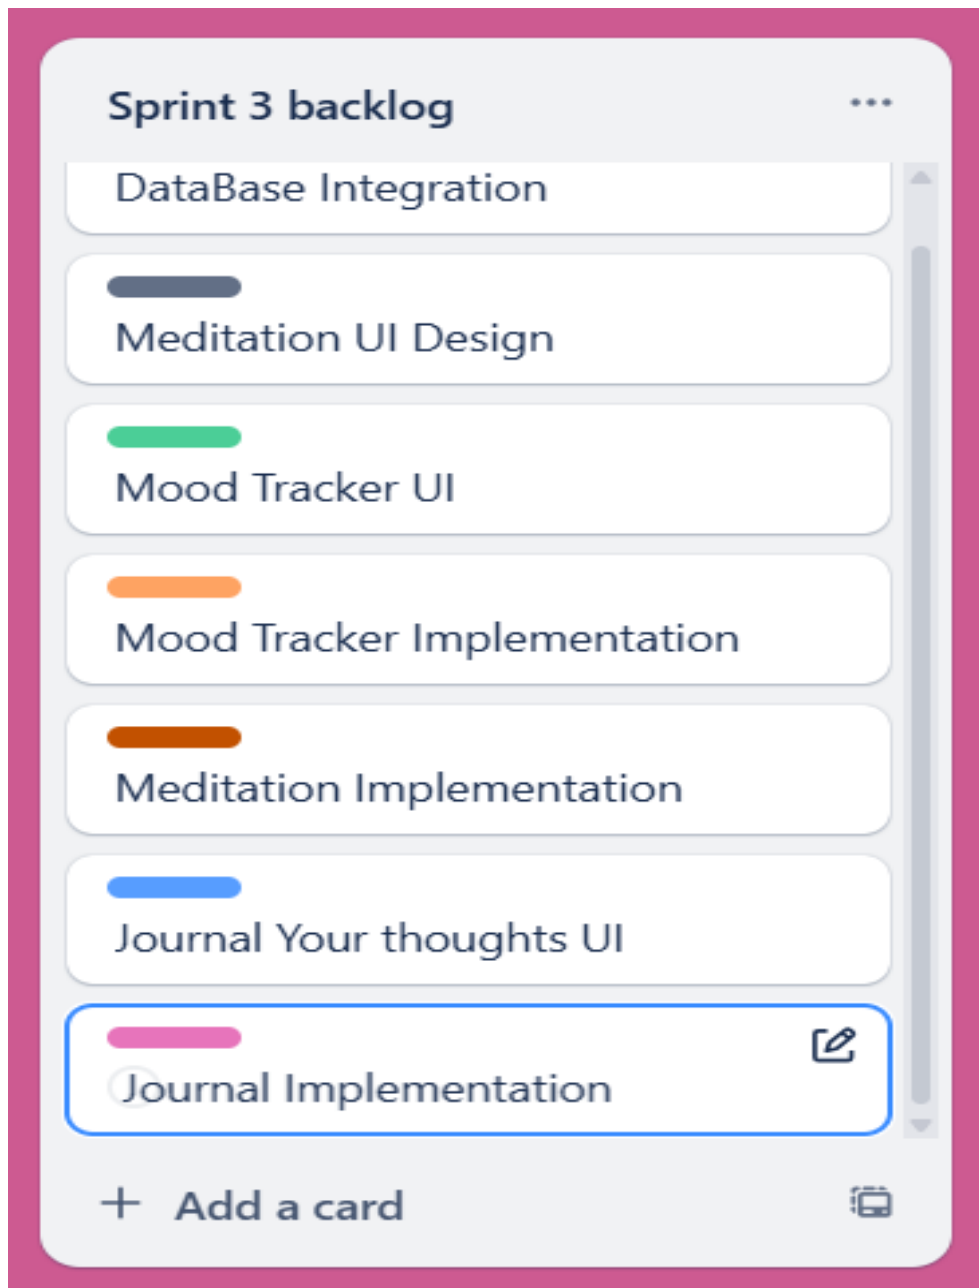 Sprint 3 backlog
DataBase Integration
Meditation UI Design
Mood Tracker UI
Mood Tracker Implementation
Meditation Implementation
Journal Your thoughts UI
Journal Implementation
+ Add a card